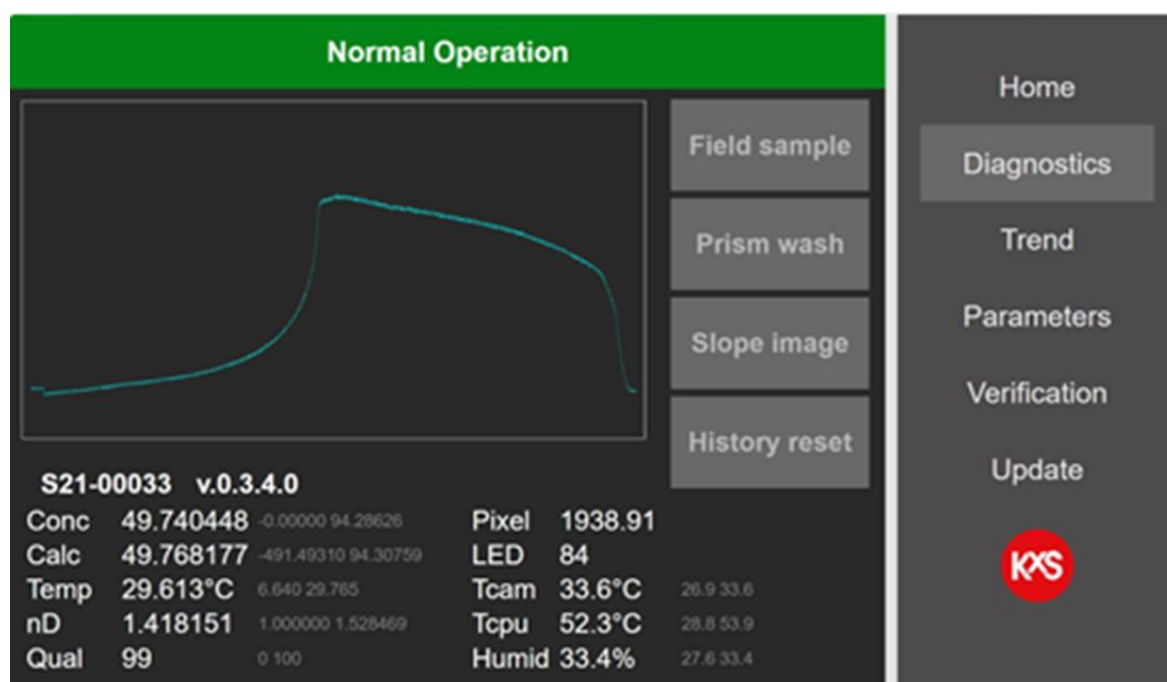 Normal Operation
Field sample
Prism wash
Slope image
History reset
S21-00033 v.0.3.4.0
Conc 49.740448 -0.00000 94.28626 Pixel 1938.91
Calc 49.768177 -491.49310 94.30759 LED 84
Temp 29.613°C 6.640 29.765 Tcam 33.6°C 26.9 33.6
nD 1.418151 1.000000 1.528469 Tcpu 52.3°C 28.8 53.9
Qual 99 0 100 Humid 33.4% 27.6 33.4
Home
Diagnostics
Trend
Parameters
Verification
Update
KXS